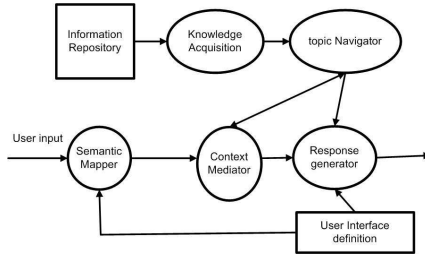 Information
Repository
Knowledge
Acquisition
topic Navigator
User input
Semantic
Mapper
Context
Mediator
Response
generator
User Interface
definition